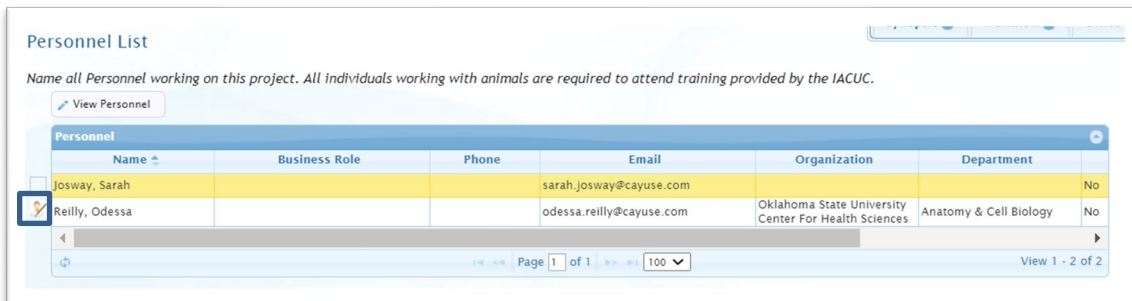 Personnel List
Name all Personnel working on this project. All individuals working with animals are required to attend training provided by the IACUC.
View Personnel
Personnel
Name Business Role Phone Email Organization Department
Josway, Sarah sarah.josway@cayuse.com No
Reilly, Odessa odessa.reilly@cayuse.com Oklahoma State University Center For Health Sciences Anatomy & Cell Biology No
Page 1 of 1 100 View 1 - 2 of 2